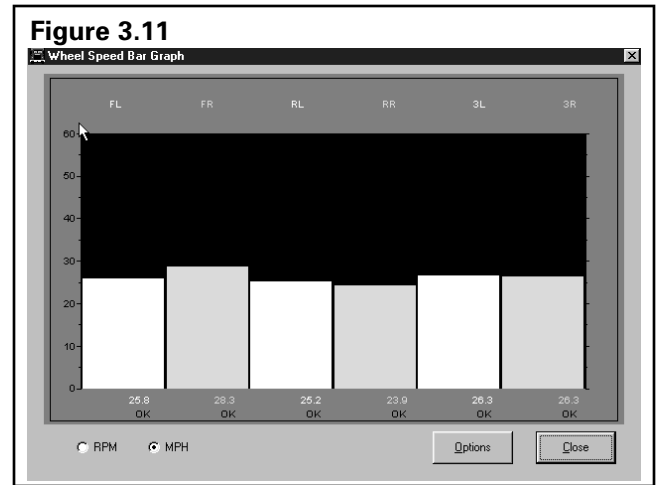 Figure 3.11
Wheel Speed Bar Graph
FL FR RL RR 3L 3R
60
50
40
30
20
10
0
25.8 28.3 25.2 23.9 26.3 26.3
OK OK OK OK OK OK
RPM MPH Options Close